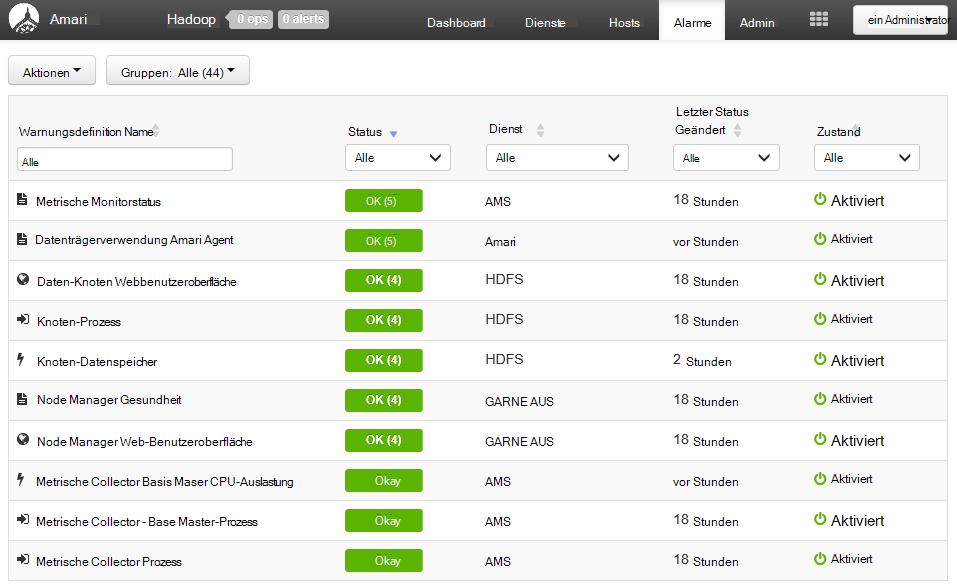 Amari Hadoop 0 ops 0 alerts Dashboard Dienste Hosts Alarme Admin ein Administrator
Aktionen Gruppen: Alle (44)
Warnungsdefinition Name Status Dienst Letzter Status Geändert Zustand
Alle Alle Alle Alle Alle
Metrische Monitorstatus OK (5) AMS 18 Stunden Aktiviert
Datenträgerverwendung Amari Agent OK (5) Amari vor Stunden Aktiviert
Daten-Knoten Webbenutzeroberfläche OK (4) HDFS 18 Stunden Aktiviert
Knoten-Prozess OK (4) HDFS 18 Stunden Aktiviert
Knoten-Datenspeicher OK (4) HDFS 2 Stunden Aktiviert
Node Manager Gesundheit OK (4) GARNE AUS 18 Stunden Aktiviert
Node Manager Web-Benutzeroberfläche OK (4) GARNE AUS 18 Stunden Aktiviert
Metrische Collector Basis Maser CPU-Auslastung Okay AMS vor Stunden Aktiviert
Metrische Collector - Base Master-Prozess Okay AMS 18 Stunden Aktiviert
Metrische Collector Prozess Okay AMS 18 Stunden Aktiviert